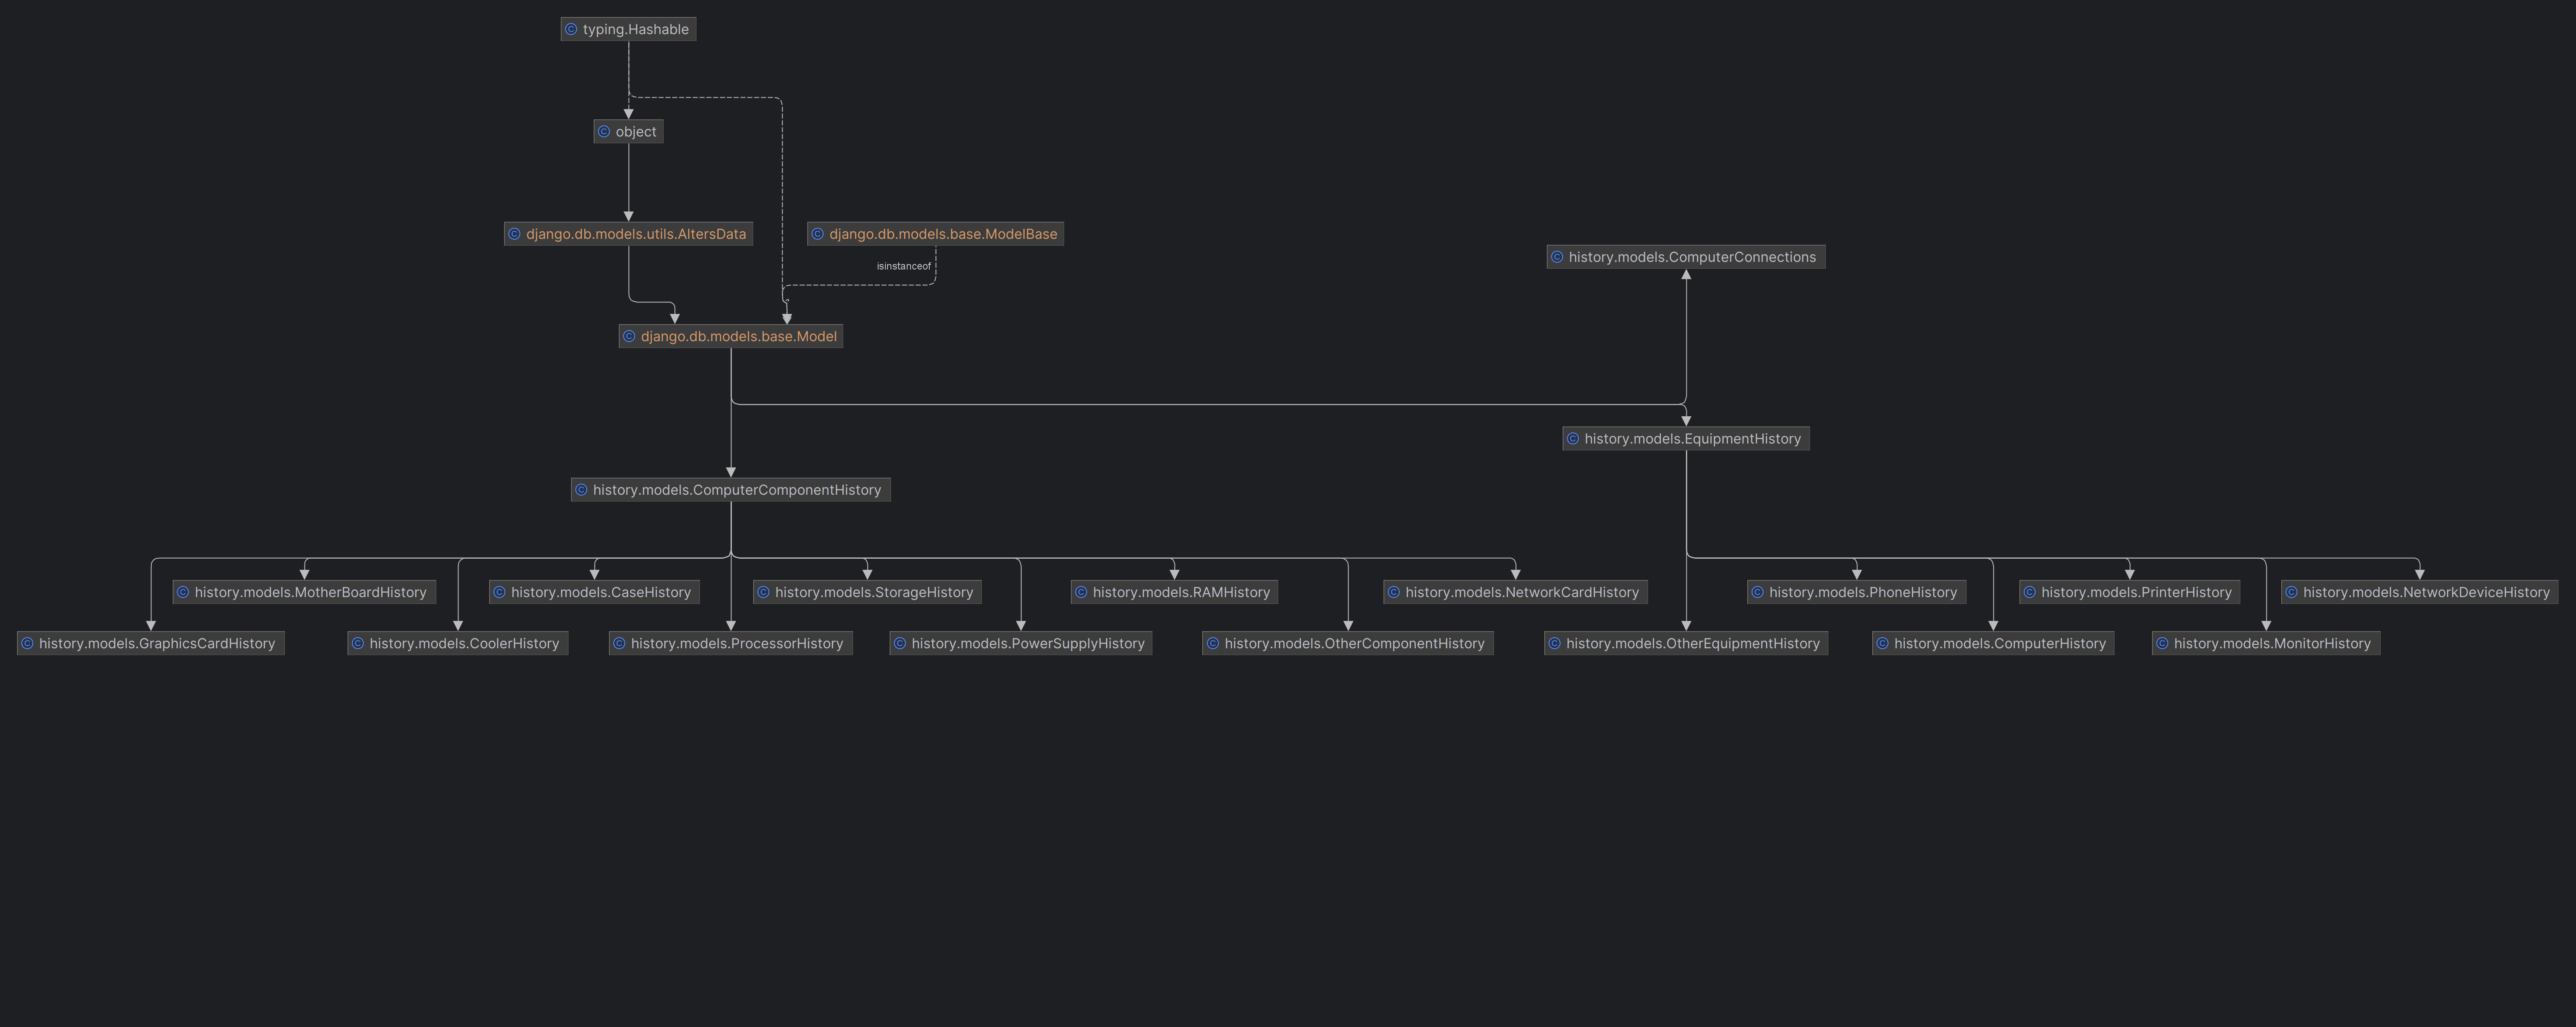 typing.Hashable
object
django.db.models.utils.AltersData
django.db.models.base.ModelBase
history.models.ComputerConnections
isinstanceof
django.db.models.base.Model
history.models.EquipmentHistory
history.models.ComputerComponentHistory
history.models.MotherBoardHistory
history.models.CaseHistory
history.models.StorageHistory
history.models.RAMHistory
history.models.NetworkCardHistory
history.models.PhoneHistory
history.models.PrinterHistory
history.models.NetworkDeviceHistory
history.models.GraphicsCardHistory
history.models.CoolerHistory
history.models.ProcessorHistory
history.models.PowerSupplyHistory
history.models.OtherComponentHistory
history.models.OtherEquipmentHistory
history.models.ComputerHistory
history.models.MonitorHistory